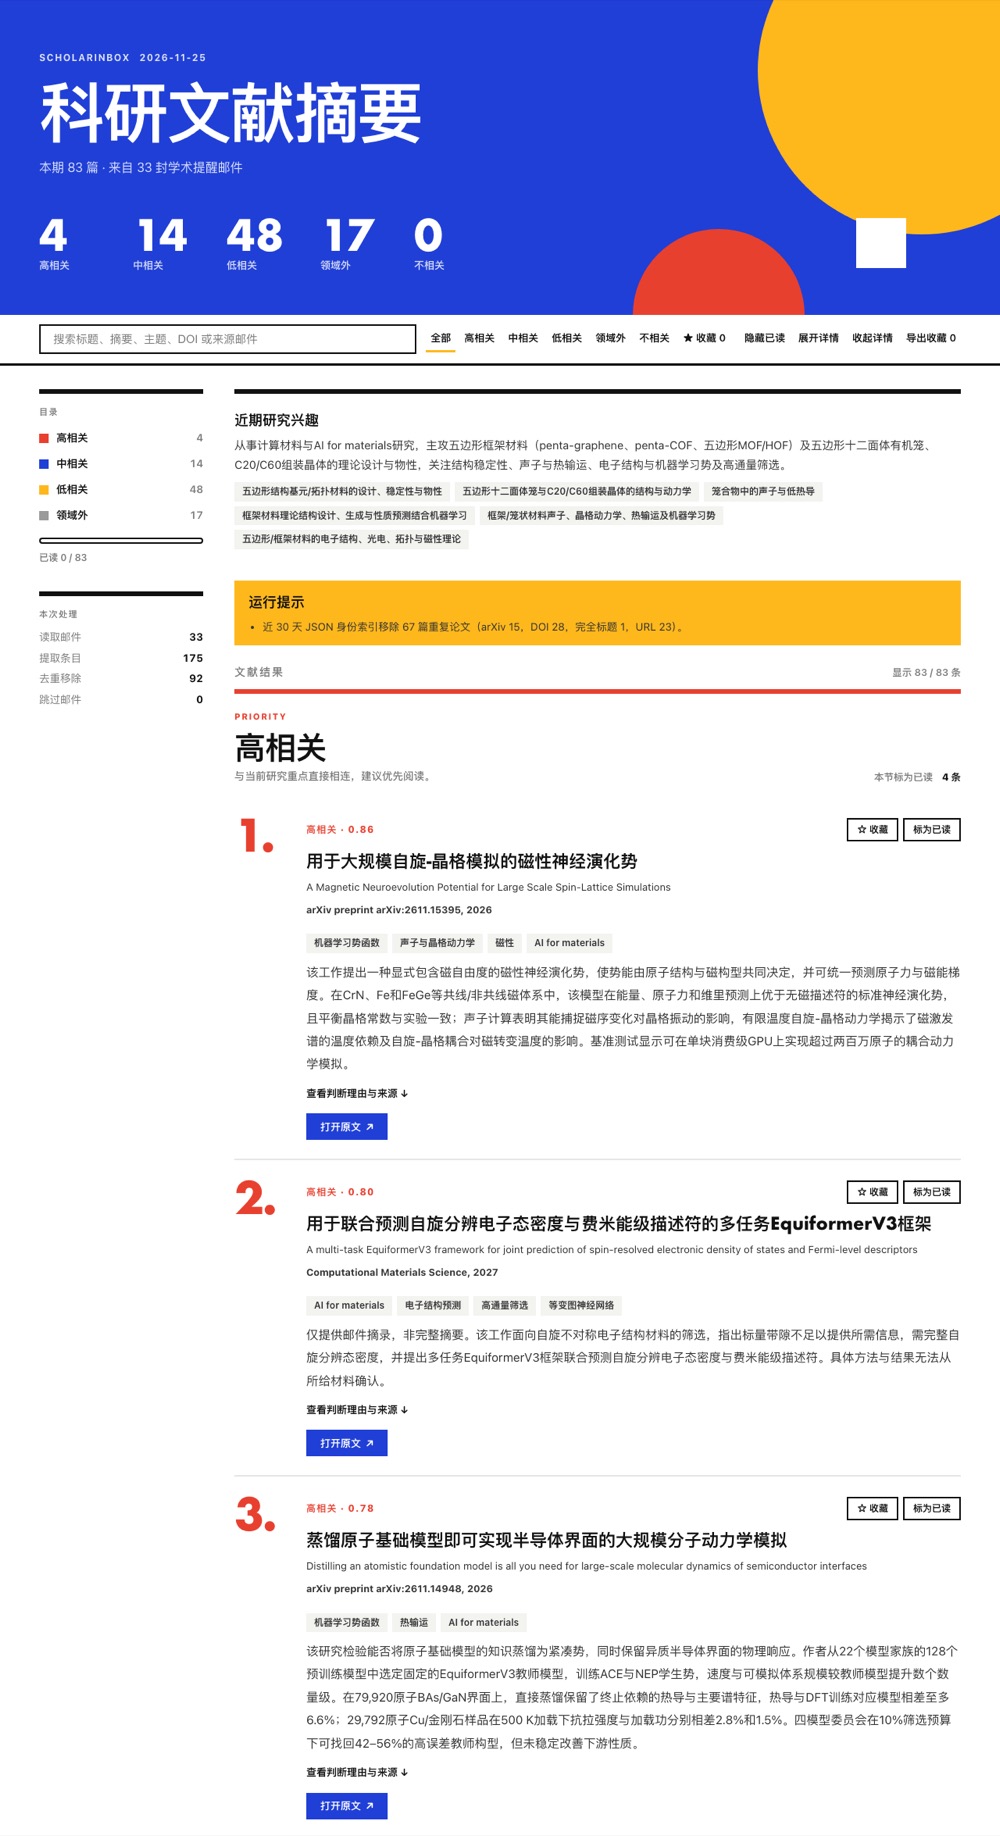 SCHOLARINBOX 2026-11-25
科研文献摘要
本期 83 篇 · 来自 33 封学术提醒邮件
4 14 48 17 0
高相关 中相关 低相关 领域外 不相关
搜索标题、摘要、主题、DOI 或来源邮件
全部 高相关 中相关 低相关 领域外 不相关 ★ 收藏 0 隐藏已读 展开详情 收起详情 导出收藏 0
目录
高相关 4
中相关 14
低相关 48
领域外 17
已读 0 / 83
本次处理
读取邮件 33
提取条目 175
去重移除 92
跳过邮件 0
近期研究兴趣
从事计算材料与AI for materials研究，主攻五边形框架材料（penta-graphene、penta-COF、五边形MOF/HOF）及五边形十二面体有机笼、
C20/C60组装晶体的理论设计与物性，关注结构稳定性、声子与热输运、电子结构与机器学习势及高通量筛选。
五边形结构基元/拓扑材料的设计、稳定性与物性 五边形十二面体笼与C20/C60组装晶体的结构与动力学 笼合物中的声子与低热导
框架材料理论结构设计、生成与性质预测结合机器学习 框架/笼状材料声子、晶格动力学、热输运及机器学习势
五边形/框架材料的电子结构、光电、拓扑与磁性理论
运行提示
• 近 30 天 JSON 身份索引移除 67 篇重复论文（arXiv 15，DOI 28，完全标题 1，URL 23）。
文献结果 显示 83 / 83 条
PRIORITY
高相关
与当前研究重点直接相连，建议优先阅读。 本节标为已读 4 条
1. 高相关 · 0.86 ☆ 收藏 标为已读
用于大规模自旋-晶格模拟的磁性神经演化势
A Magnetic Neuroevolution Potential for Large Scale Spin-Lattice Simulations
arXiv preprint arXiv:2611.15395, 2026
机器学习势函数 声子与晶格动力学 磁性 AI for materials
该工作提出一种显式包含磁自由度的磁性神经演化势，使势能由原子结构与磁构型共同决定，并可统一预测原子力与磁能梯
度。在CrN、Fe和FeGe等共线/非共线磁体系中，该模型在能量、原子力和维里预测上优于无磁描述符的标准神经演化势，
且平衡晶格常数与实验一致；声子计算表明其能捕捉磁序变化对晶格振动的影响，有限温度自旋-晶格动力学揭示了磁激发
谱的温度依赖及自旋-晶格耦合对磁转变温度的影响。基准测试显示可在单块消费级GPU上实现超过两百万原子的耦合动力
学模拟。
查看判断理由与来源 ↓
打开原文 ↗
2. 高相关 · 0.80 ☆ 收藏 标为已读
用于联合预测自旋分辨电子态密度与费米能级描述符的多任务EquiformerV3框架
A multi-task EquiformerV3 framework for joint prediction of spin-resolved electronic density of states and Fermi-level descriptors
Computational Materials Science, 2027
AI for materials 电子结构预测 高通量筛选 等变图神经网络
仅提供邮件摘录，非完整摘要。该工作面向自旋不对称电子结构材料的筛选，指出标量带隙不足以提供所需信息，需完整自
旋分辨态密度，并提出多任务EquiformerV3框架联合预测自旋分辨电子态密度与费米能级描述符。具体方法与结果无法从
所给材料确认。
查看判断理由与来源 ↓
打开原文 ↗
3. 高相关 · 0.78 ☆ 收藏 标为已读
蒸馏原子基础模型即可实现半导体界面的大规模分子动力学模拟
Distilling an atomistic foundation model is all you need for large-scale molecular dynamics of semiconductor interfaces
arXiv preprint arXiv:2611.14948, 2026
机器学习势函数 热输运 AI for materials
该研究检验能否将原子基础模型的知识蒸馏为紧凑势，同时保留异质半导体界面的物理响应。作者从22个模型家族的128个
预训练模型中选定固定的EquiformerV3教师模型，训练ACE与NEP学生势，速度与可模拟体系规模较教师模型提升数个数
量级。在79,920原子BAs/GaN界面上，直接蒸馏保留了终止依赖的热导与主要谱特征，热导与DFT训练对应模型相差至多
6.6%；29,792原子Cu/金刚石样品在500 K加载下抗拉强度与加载功分别相差2.8%和1.5%。四模型委员会在10%筛选预算
下可找回42–56%的高误差教师构型，但未稳定改善下游性质。
查看判断理由与来源 ↓
打开原文 ↗